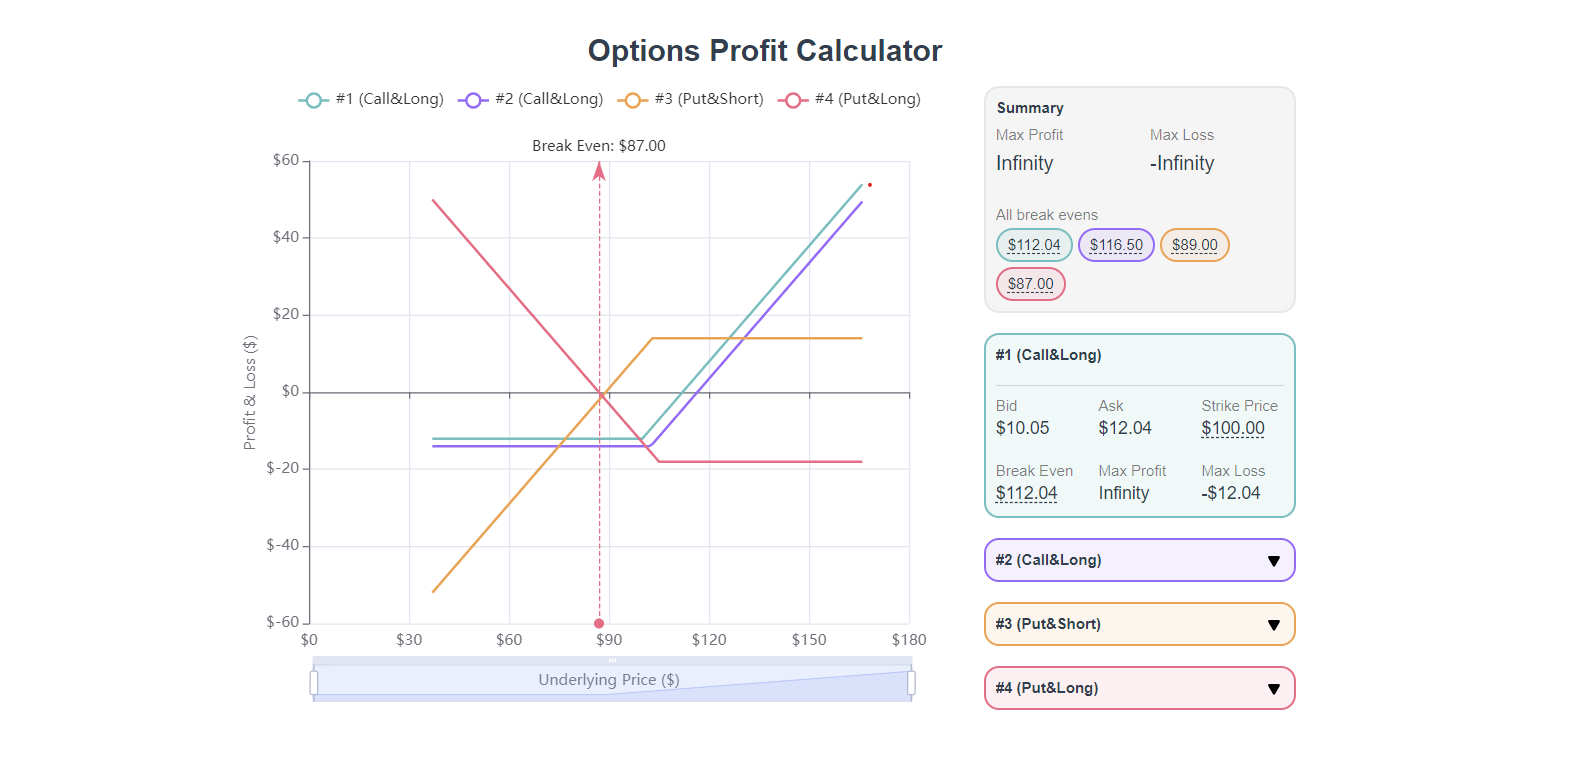 Options Profit Calculator
#1 (Call&Long) #2 (Call&Long) #3 (Put&Short) #4 (Put&Long)
Break Even: $87.00
$60
$40
$20
$0
$-20
$-40
$-60
Profit & Loss ($)
$0 $30 $60 $90 $120 $150 $180
Underlying Price ($)
Summary
Max Profit Max Loss
Infinity -Infinity
All break evens
$112.04 $116.50 $89.00
$87.00
#1 (Call&Long)
Bid Ask Strike Price
$10.05 $12.04 $100.00
Break Even Max Profit Max Loss
$112.04 Infinity -$12.04
#2 (Call&Long)
#3 (Put&Short)
#4 (Put&Long)